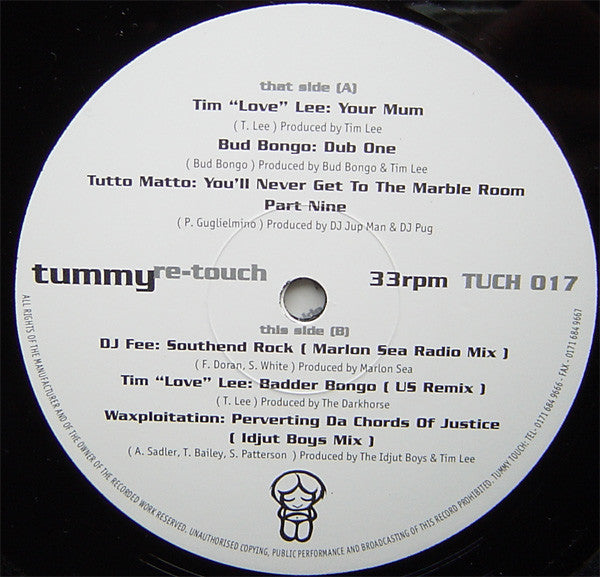 that side (A)
Tim "Love" Lee: Your Mum
( T. Lee ) Produced by Tim Lee
Bud Bongo: Dub One
( Bud Bongo ) Produced by Bud Bongo & Tim Lee
Tutto Matto: You'll Never Get To The Marble Room
Part Nine
( P. Guglielmino ) Produced by DJ Jup Man & DJ Pug
tummy re-touch 33rpm TUCH 017
this side (B)
DJ Fee: Southend Rock ( Marlon Sea Radio Mix )
( F. Doran, S. White ) Produced by Marlon Sea
Tim "Love" Lee: Badder Bongo ( US Remix )
( T. Lee ) Produced by The Darkhorse
Waxploitation: Perverting Da Chords Of Justice
( Idjut Boys Mix )
( A. Sadler, T. Bailey, S. Patterson ) Produced by The Idjut Boys & Tim Lee
ALL RIGHTS OF THE MANUFACTURER AND OF THE OWNER OF THE RECORDED WORK RESERVED. UNAUTHORISED COPYING, PUBLIC PERFORMANCE AND BROADCASTING OF THIS RECORD PROHIBITED. TUMMY TOUCH: TEL- 0171 684 9666 - FAX - 0171 684 9667